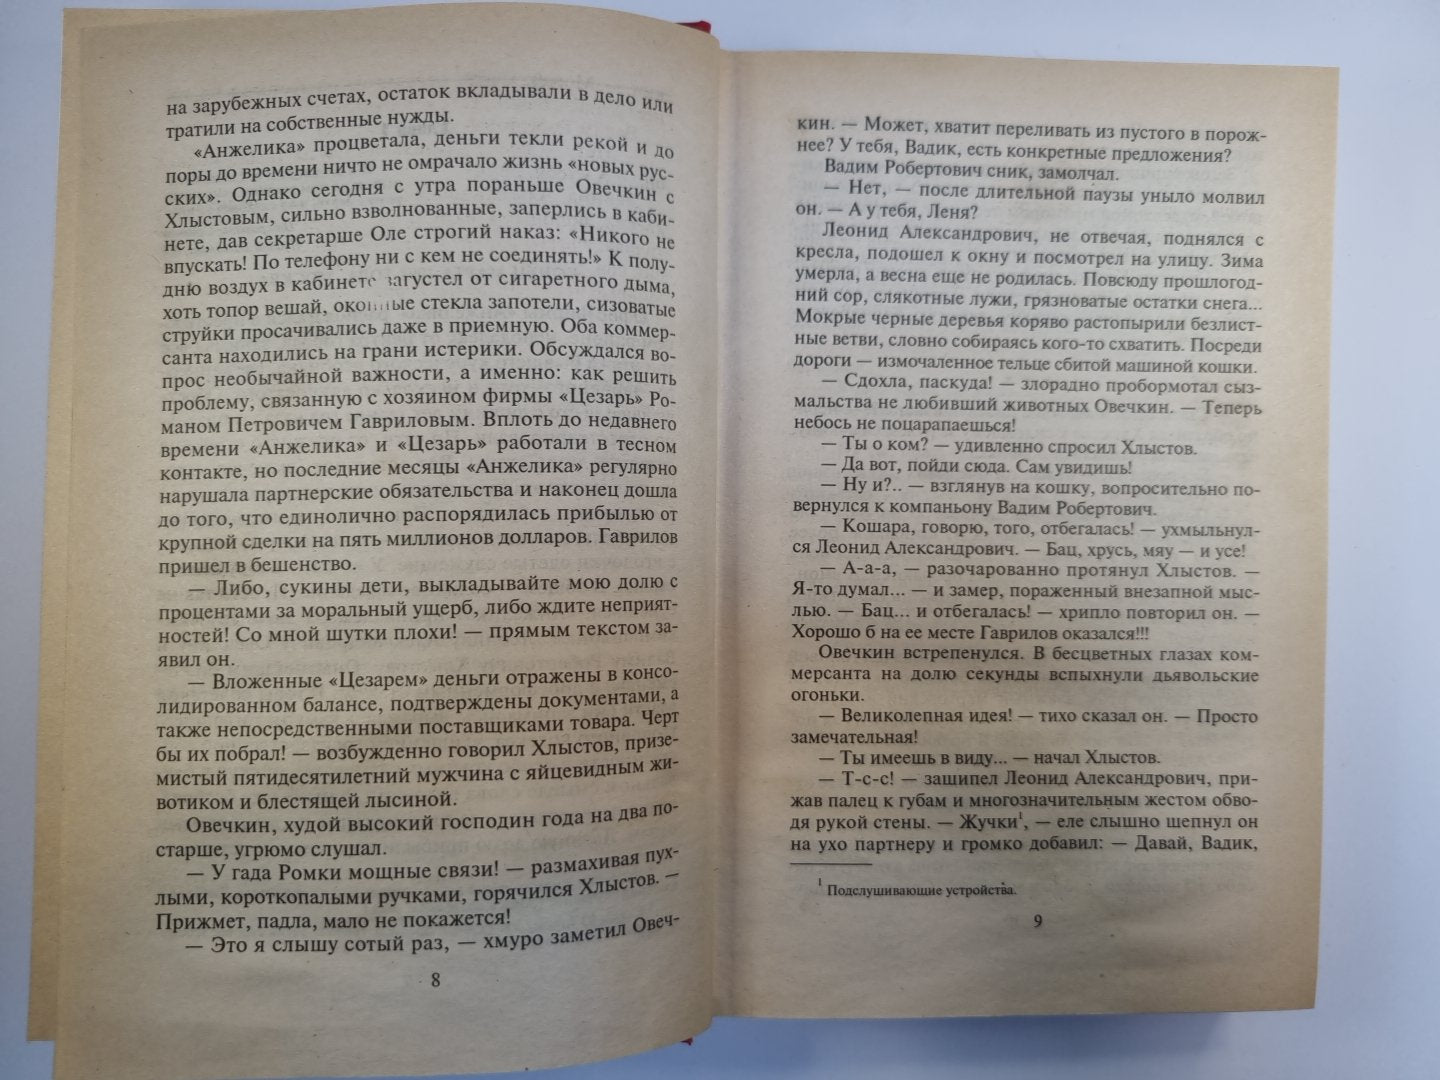 на зарубежных счетах, остаток вкладывали в дело или
тратили на собственные нужды.
«Анжелика» процветала, деньги текли рекой и до
поры до времени ничто не омрачало жизнь «новых рус-
ских». Однако сегодня с утра пораньше Овечкин с
Хлыстовым, сильно взволнованные, заперлись в каби-
нете, дав секретарше Оле строгий наказ: «Никого не
впускать! По телефону ни с кем не соединять!» К полу-
дню воздух в кабинете загустел от сигаретного дыма,
хоть топор вешай, оконные стекла запотели, сизоватые
струйки просачивались даже в приемную. Оба коммер-
санта находились на грани истерики. Обсуждался во-
прос необычайной важности, а именно: как решить
проблему, связанную с хозяином фирмы «Цезарь» Ро-
маном Петровичем Гавриловым. Вплоть до недавнего
времени «Анжелика» и «Цезарь» работали в тесном
контакте, но последние месяцы «Анжелика» регулярно
нарушала партнерские обязательства и наконец дошла
до того, что единолично распорядилась прибылью от
крупной сделки на пять миллионов долларов. Гаврилов
пришел в бешенство.
— Либо, сукины дети, выкладывайте мою долю с
процентами за моральный ущерб, либо ждите неприят-
ностей! Со мной шутки плохи! — прямым текстом за-
явил он.
— Вложенные «Цезарем» деньги отражены в консо-
лидированном балансе, подтверждены документами, а
также непосредственными поставщиками товара. Черт
бы их побрал! — возбужденно говорил Хлыстов, призе-
мистый пятидесятилетний мужчина с яйцевидным жи-
вотиком и блестящей лысиной.
Овечкин, худой высокий господин года на два по-
старше, угрюмо слушал.
— У гада Ромки мощные связи! — размахивая пух-
лыми, короткопалыми ручками, горячился Хлыстов. —
Прижмет, падла, мало не покажется!
— Это я слышу сотый раз, — хмуро заметил Овеч-
8
кин. — Может, хватит переливать из пустого в порож-
нее? У тебя, Вадик, есть конкретные предложения?
Вадим Робертович сник, замолчал.
— Нет, — после длительной паузы уныло молвил
он. — А у тебя, Леня?
Леонид Александрович, не отвечая, поднялся с
кресла, подошел к окну и посмотрел на улицу. Зима
умерла, а весна еще не родилась. Повсюду прошлогод-
ний сор, слякотные лужи, грязноватые остатки снега...
Мокрые черные деревья коряво растопырили безлист-
ные ветви, словно собираясь кого-то схватить. Посреди
дороги — измочаленное тельце сбитой машиной кошки.
— Сдохла, паскуда! — злорадно пробормотал сыз-
мальства не любивший животных Овечкин. — Теперь
небось не поцарапаешься!
— Ты о ком? — удивленно спросил Хлыстов.
— Да вот, пойди сюда. Сам увидишь!
— Ну и?.. — взглянув на кошку, вопросительно по-
вернулся к компаньону Вадим Робертович.
— Кошара, говорю, того, отбегалась! — ухмыльнул-
ся Леонид Александрович. — Бац, хрусь, мяу — и усе!
— А-а-а, — разочарованно протянул Хлыстов. —
Я-то думал... — и замер, пораженный внезапной мыс-
лью. — Бац... и отбегалась! — хрипло повторил он. —
Хорошо б на ее месте Гаврилов оказался!!!
Овечкин встрепенулся. В бесцветных глазах ком-
мерсанта на долю секунды вспыхнули дьявольские
огоньки.
— Великолепная идея! — тихо сказал он. — Просто
замечательная!
— Ты имеешь в виду... — начал Хлыстов.
— Т-с-с! — зашипел Леонид Александрович, при-
жав палец к губам и многозначительным жестом обво-
дя рукой стены. — Жучки¹, — еле слышно шепнул он
на ухо партнеру и громко добавил: — Давай, Вадик,
¹ Подслушивающие устройства.
9